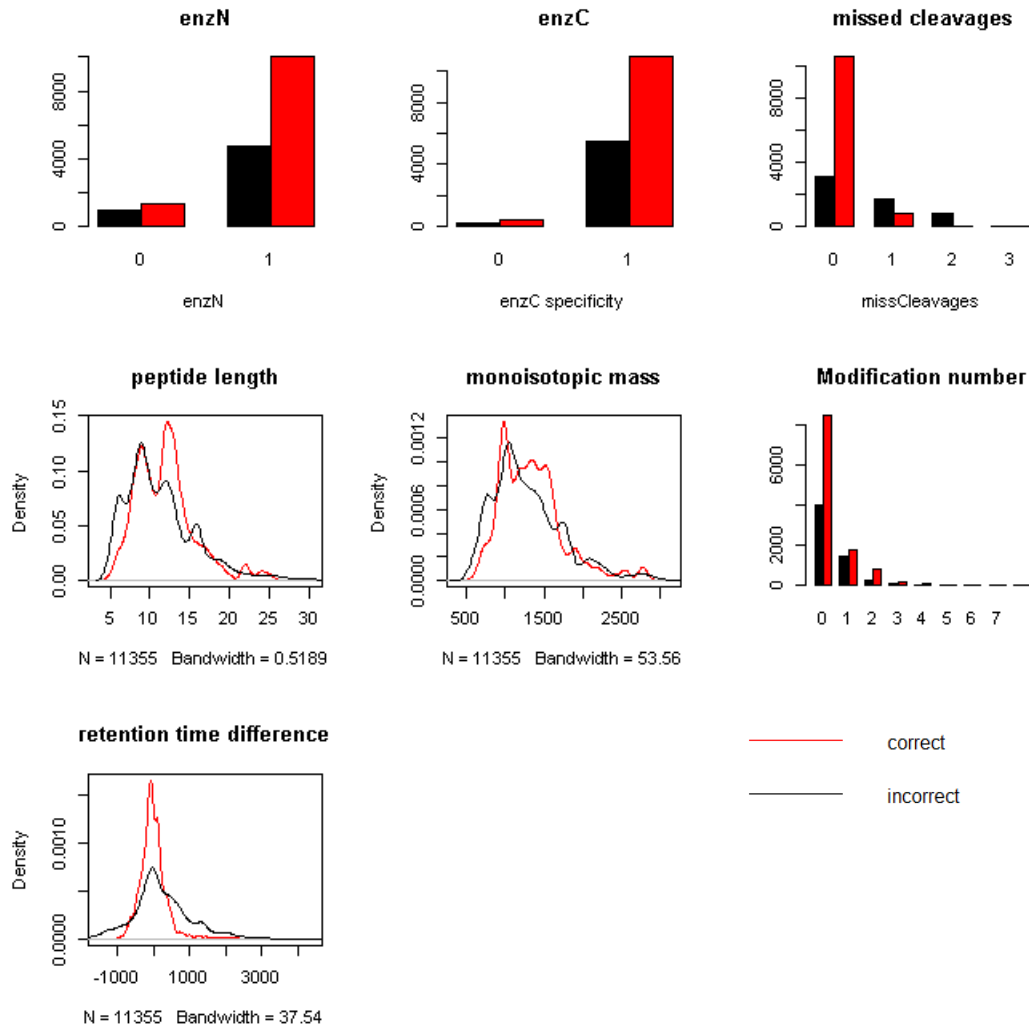 enzN
enzC
missed cleavages
0 4000 8000
0 4000 8000
0 4000 8000
0 1
0 1
0 1 2 3
enzN
enzC specificity
missCleavages
peptide length
monoisotopic mass
Modification number
Density
0.00 0.05 0.10 0.15
Density
0.0000 0.0006 0.0012
0 2000 6000
5 10 15 20 25 30
500 1500 2500
0 1 2 3 4 5 6 7
N = 11355 Bandwidth = 0.5189
N = 11355 Bandwidth = 53.56
retention time difference
correct
incorrect
Density
0.0000 0.0010
-1000 1000 3000
N = 11355 Bandwidth = 37.54